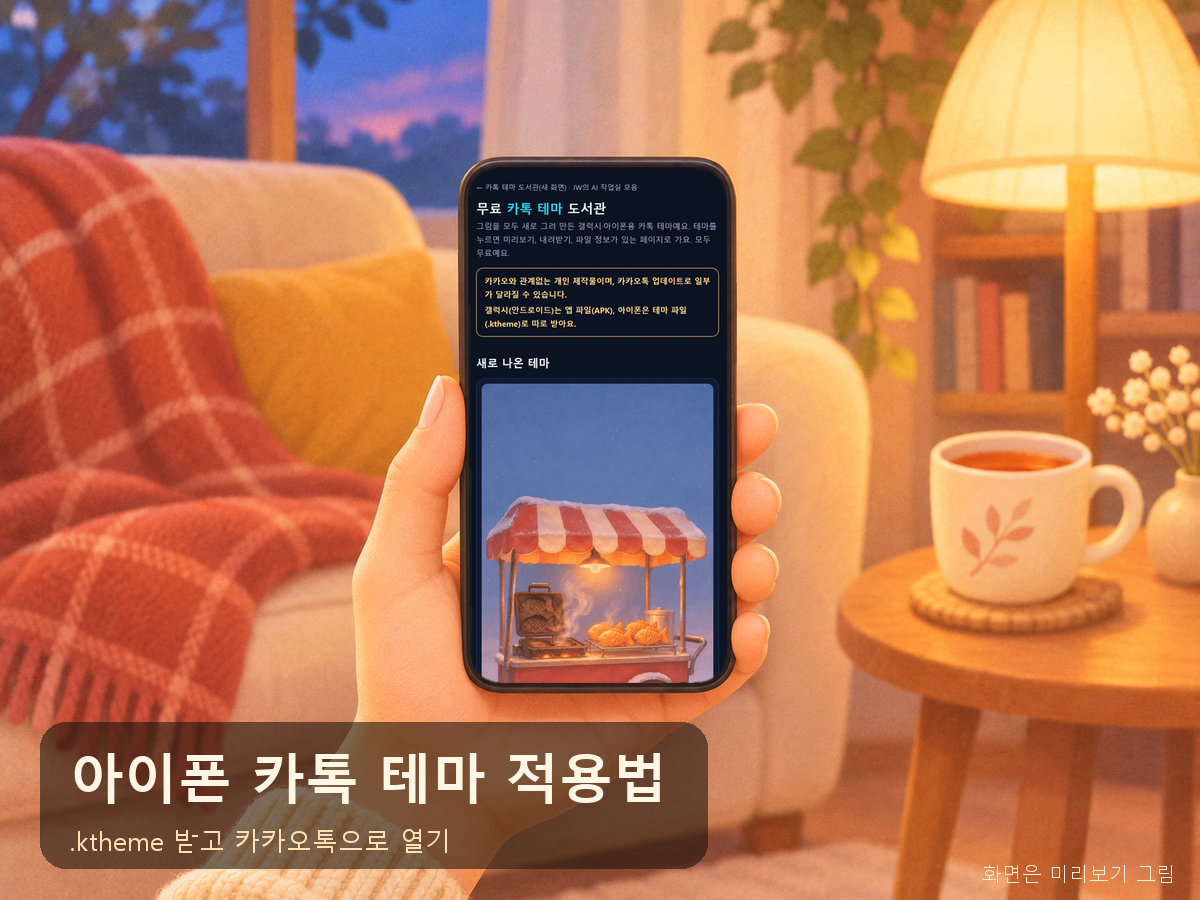 ← 카톡 테마 도서관(새 화면) · JW의 AI 작업실 모음
무료 카톡 테마 도서관
그림을 모두 새로 그려 만든 갤럭시·아이폰용 카톡 테마예요. 테마를
누르면 미리보기, 내려받기, 파일 정보가 있는 페이지로 가요. 모두
무료예요.
카카오와 관계없는 개인 제작물이며, 카카오톡 업데이트로 일부
가 달라질 수 있습니다.
갤럭시(안드로이드)는 앱 파일(APK), 아이폰은 테마 파일
(.ktheme)로 따로 받아요.
새로 나온 테마
아이폰 카톡 테마 적용법
.ktheme 받고 카카오톡으로 열기
화면은 미리보기 그림